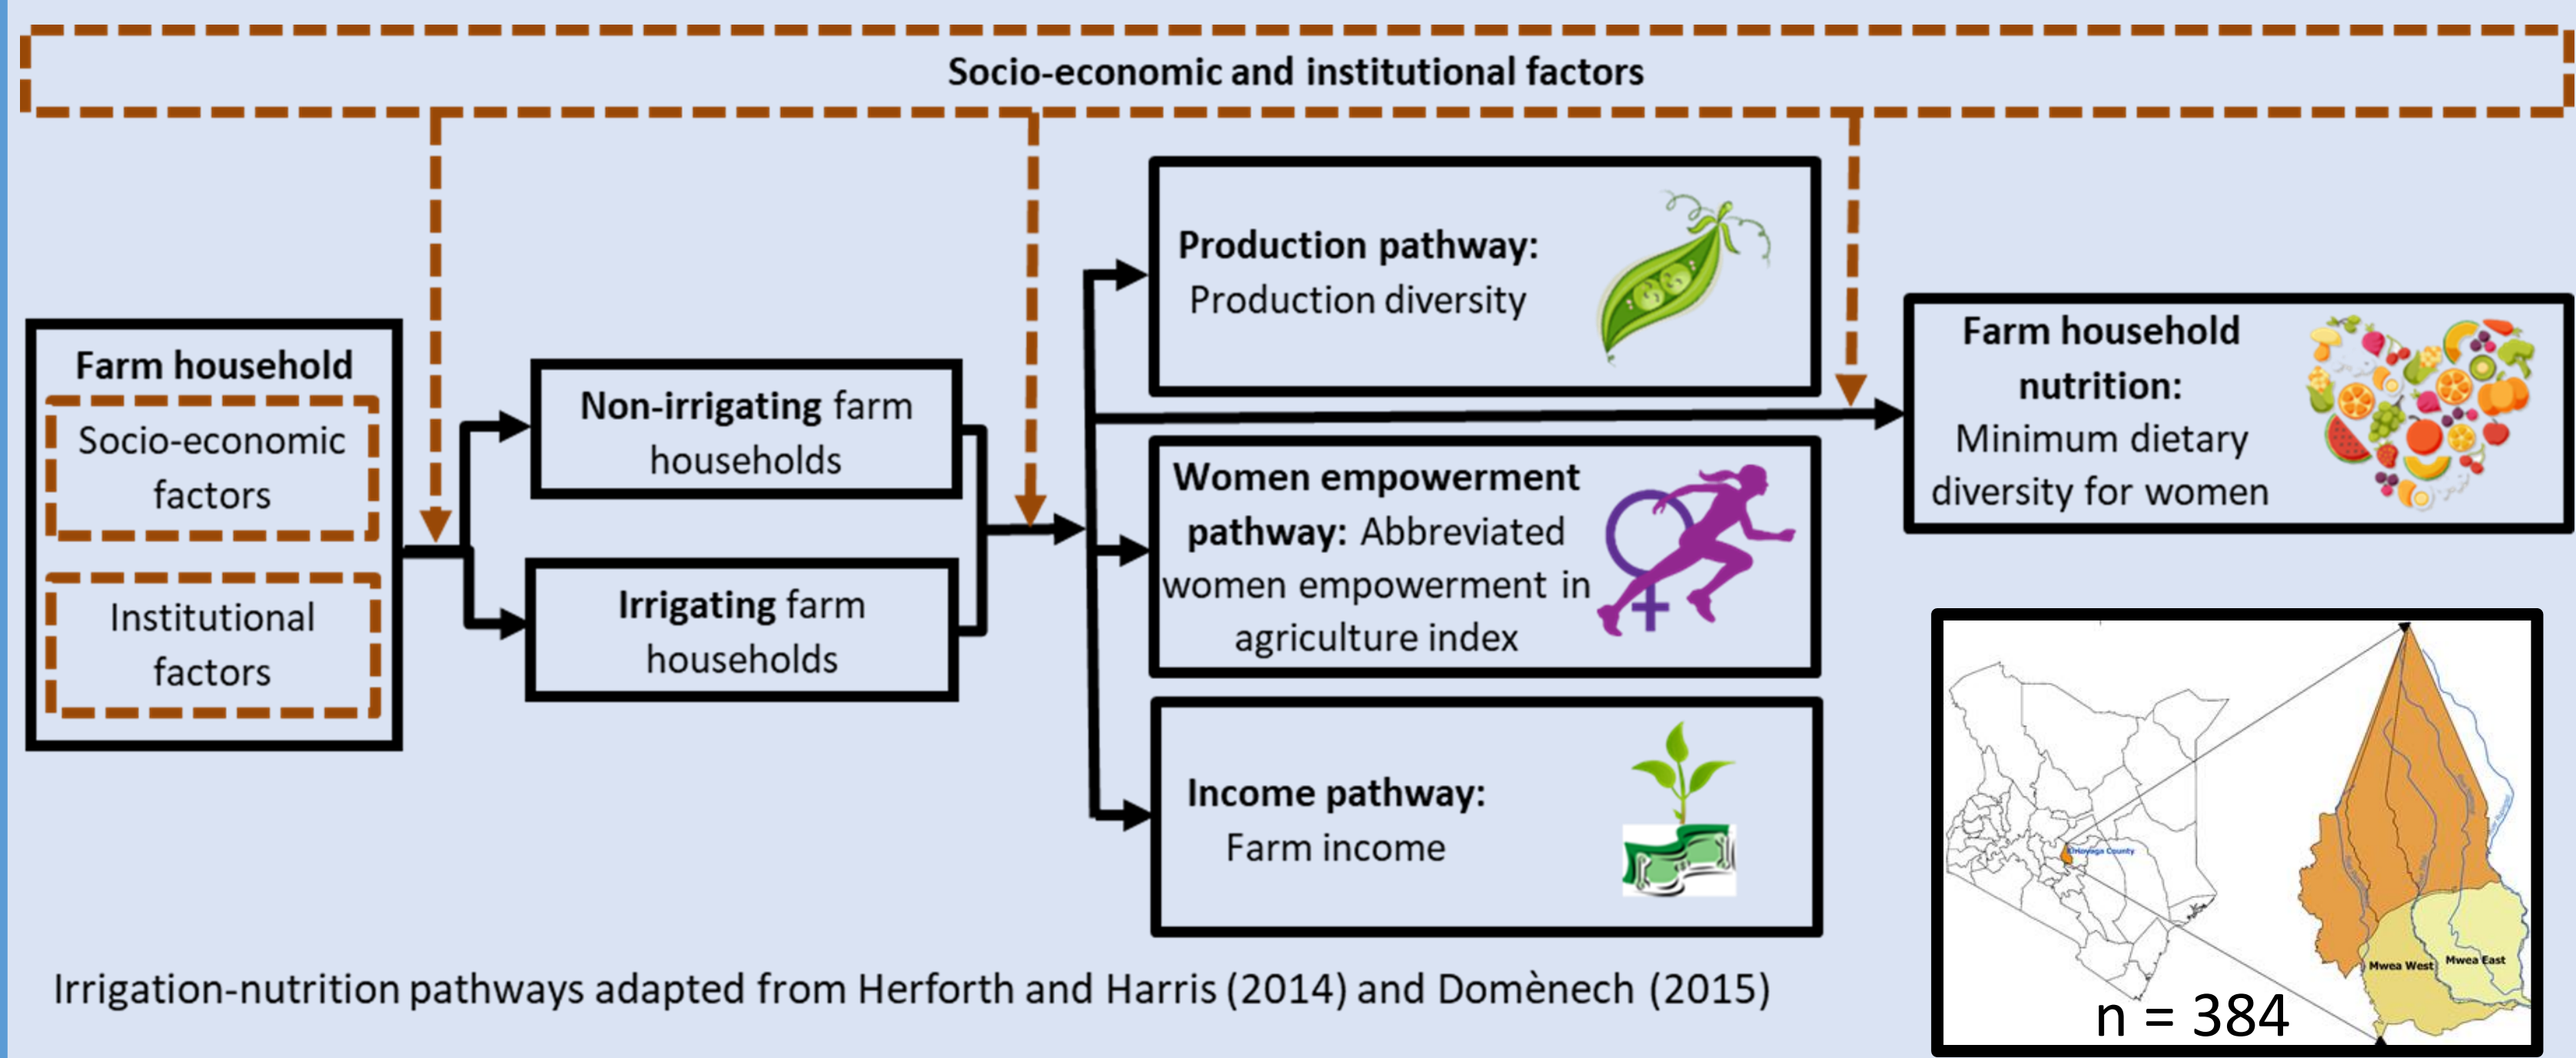 Socio-economic and institutional factors
Farm household
Socio-economic
factors
Institutional
factors
Non-irrigating farm
households
Irrigating farm
households
Production pathway:
Production diversity
Women empowerment
pathway: Abbreviated
women empowerment in
agriculture index
Income pathway:
Farm income
Farm household
nutrition:
Minimum dietary
diversity for women
Irrigation-nutrition pathways adapted from Herforth and Harris (2014) and Domènech (2015)
County
Mwea West
Mwea East
n = 384